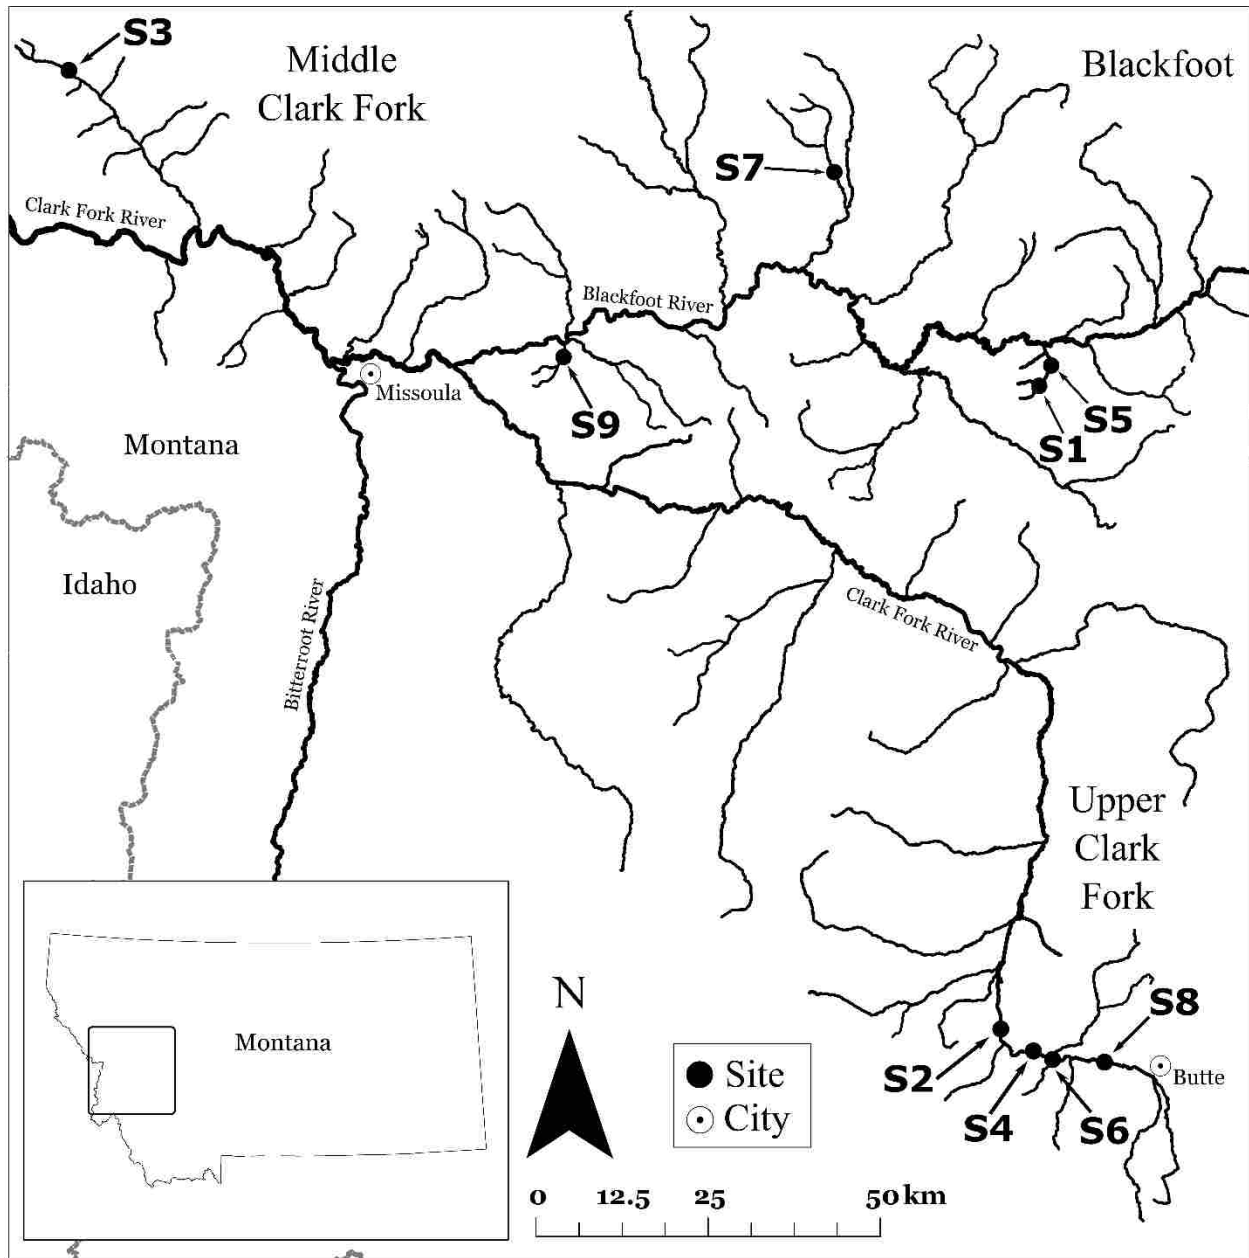 S3
Middle
Clark Fork
Blackfoot
S7
Clark Fork River
Blackfoot River
Missoula
S9
S5
S1
Montana
Idaho
Bitterroot River
Clark Fork River
Upper
Clark
Fork
S8
S2
S4
S6
Butte
Montana
N
Site
City
0 12.5 25 50 km